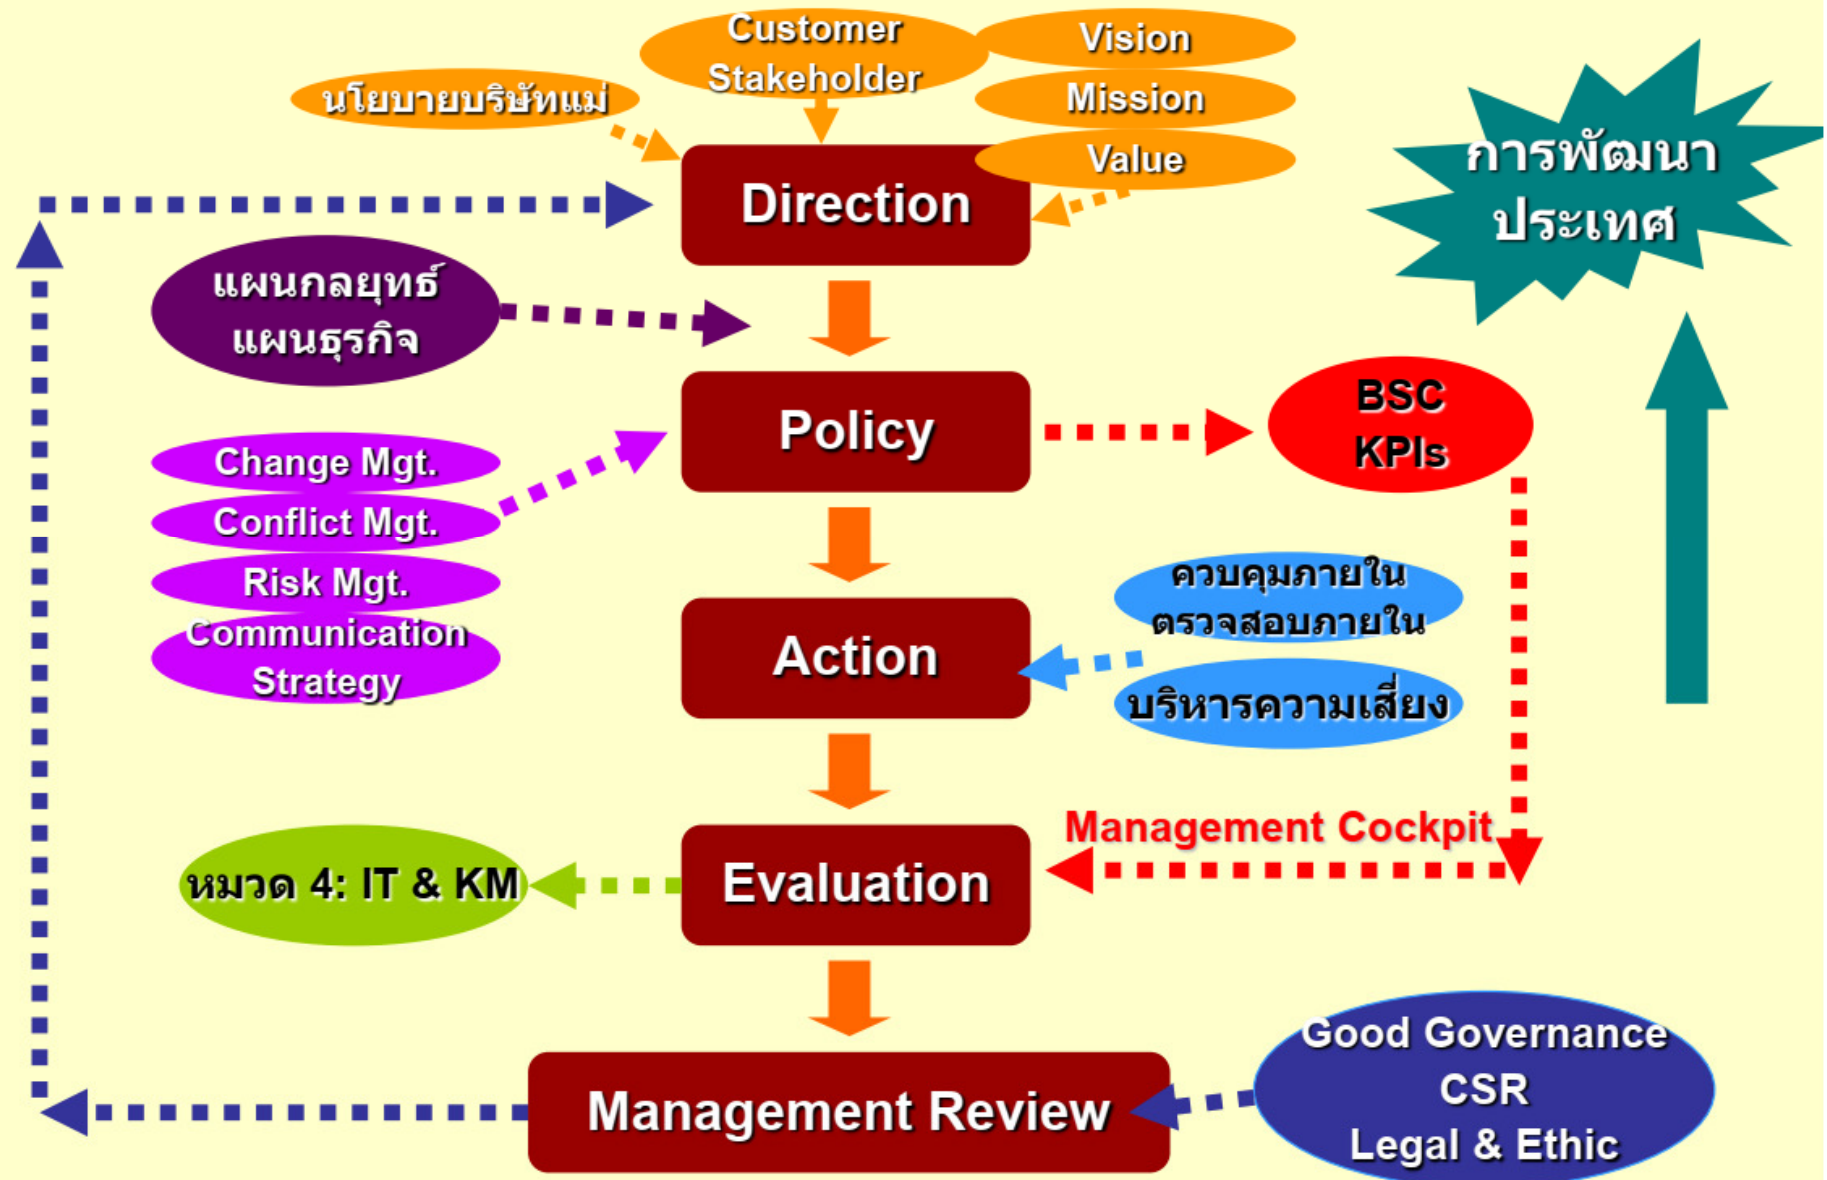 Customer
Stakeholder
Vision
Mission
Value
นโยบายบริษัทแม่
Direction
การพัฒนา
ประเทศ
แผนกลยุทธ์
แผนธุรกิจ
Policy
BSC
KPIs
Change Mgt.
Conflict Mgt.
Risk Mgt.
Communication
Strategy
Action
ควบคุมภายใน
ตรวจสอบภายใน
บริหารความเสี่ยง
Management Cockpit
หมวด 4: IT & KM
Evaluation
Management Review
Good Governance
CSR
Legal & Ethic